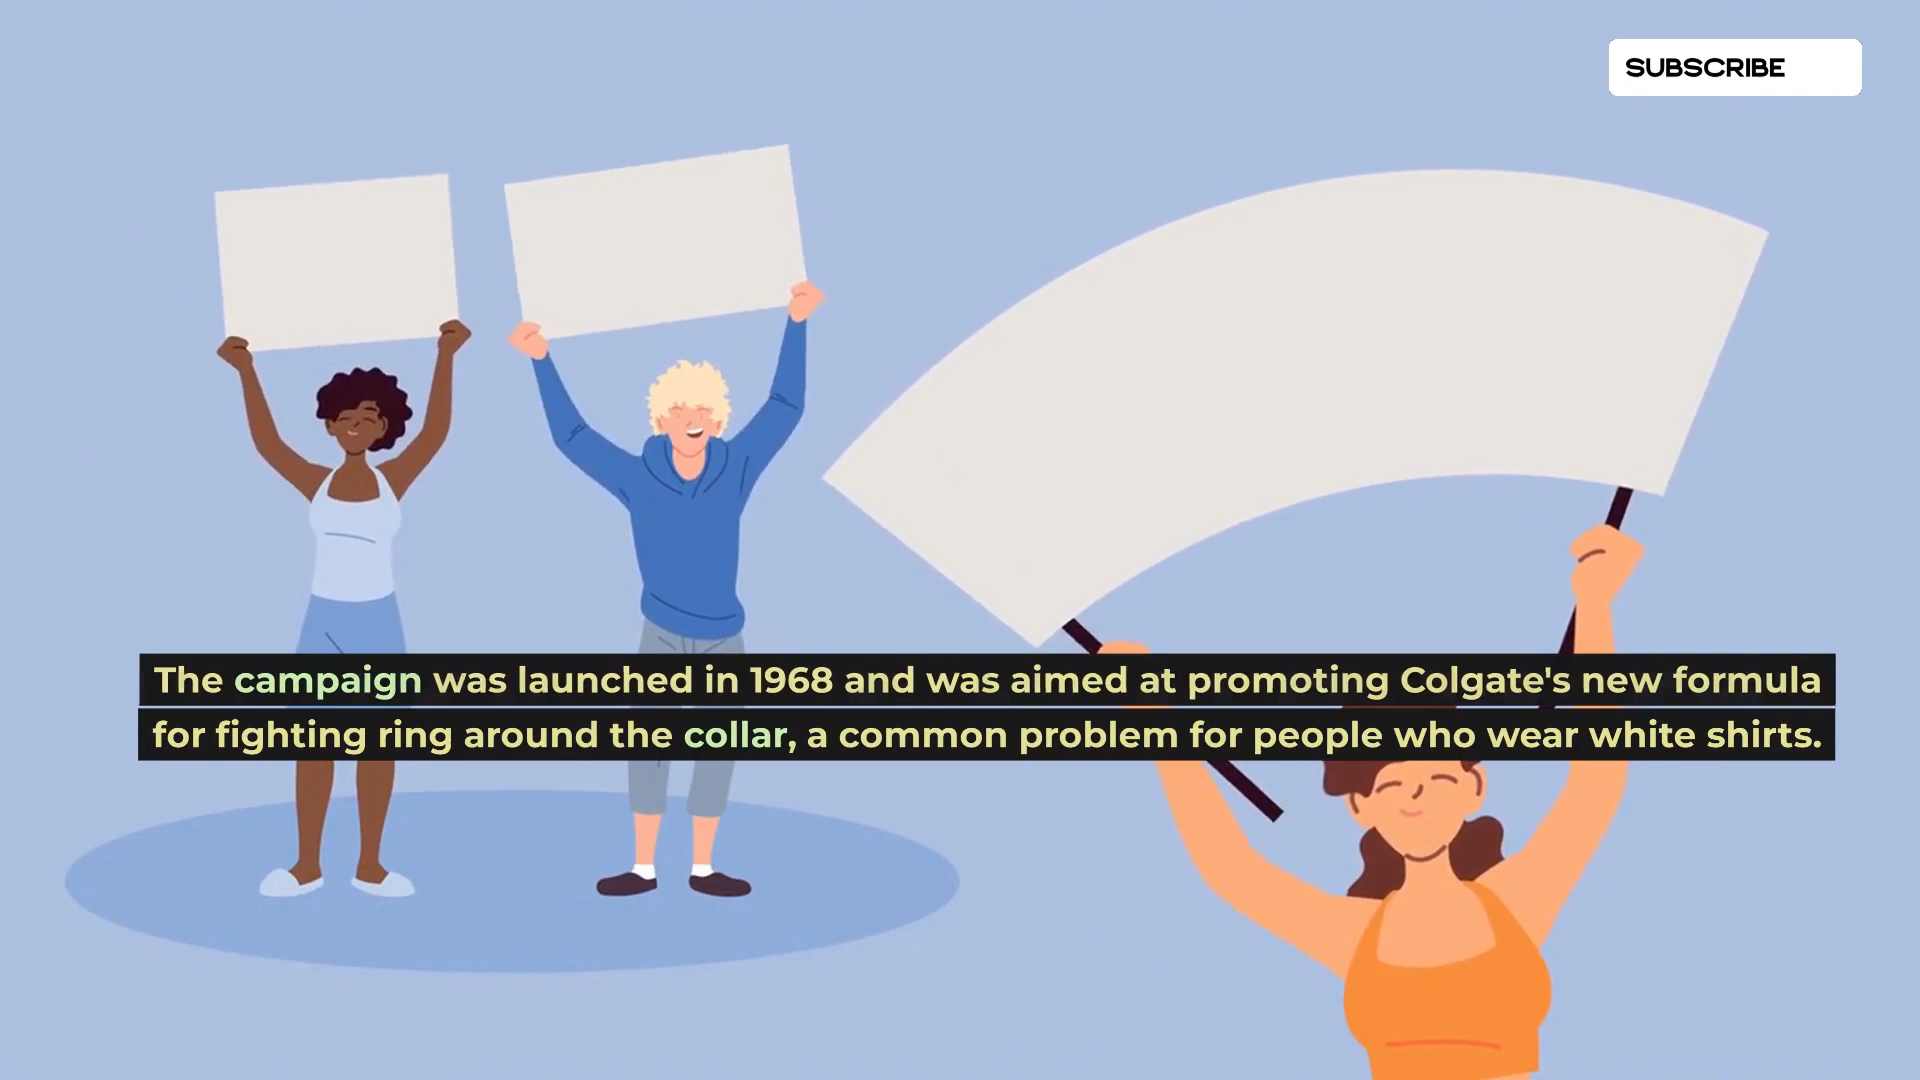 SUBSCRIBE
The campaign was launched in 1968 and was aimed at promoting Colgate's new formula
for fighting ring around the collar, a common problem for people who wear white shirts.